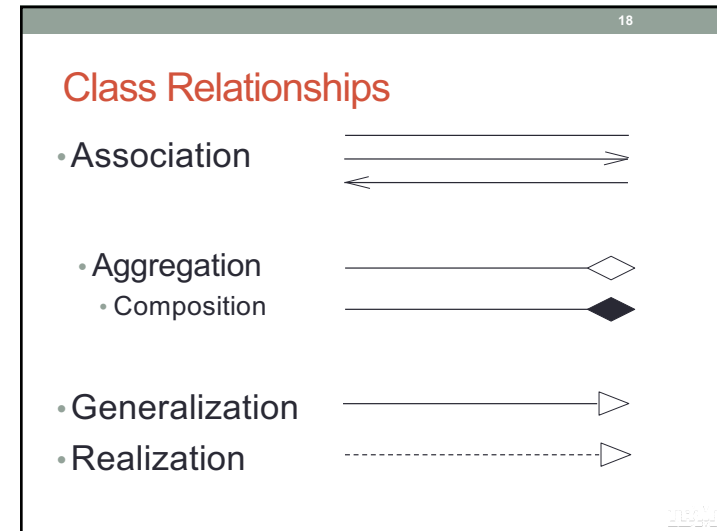 18
Class Relationships
• Association
• Aggregation
• Composition
• Generalization
• Realization